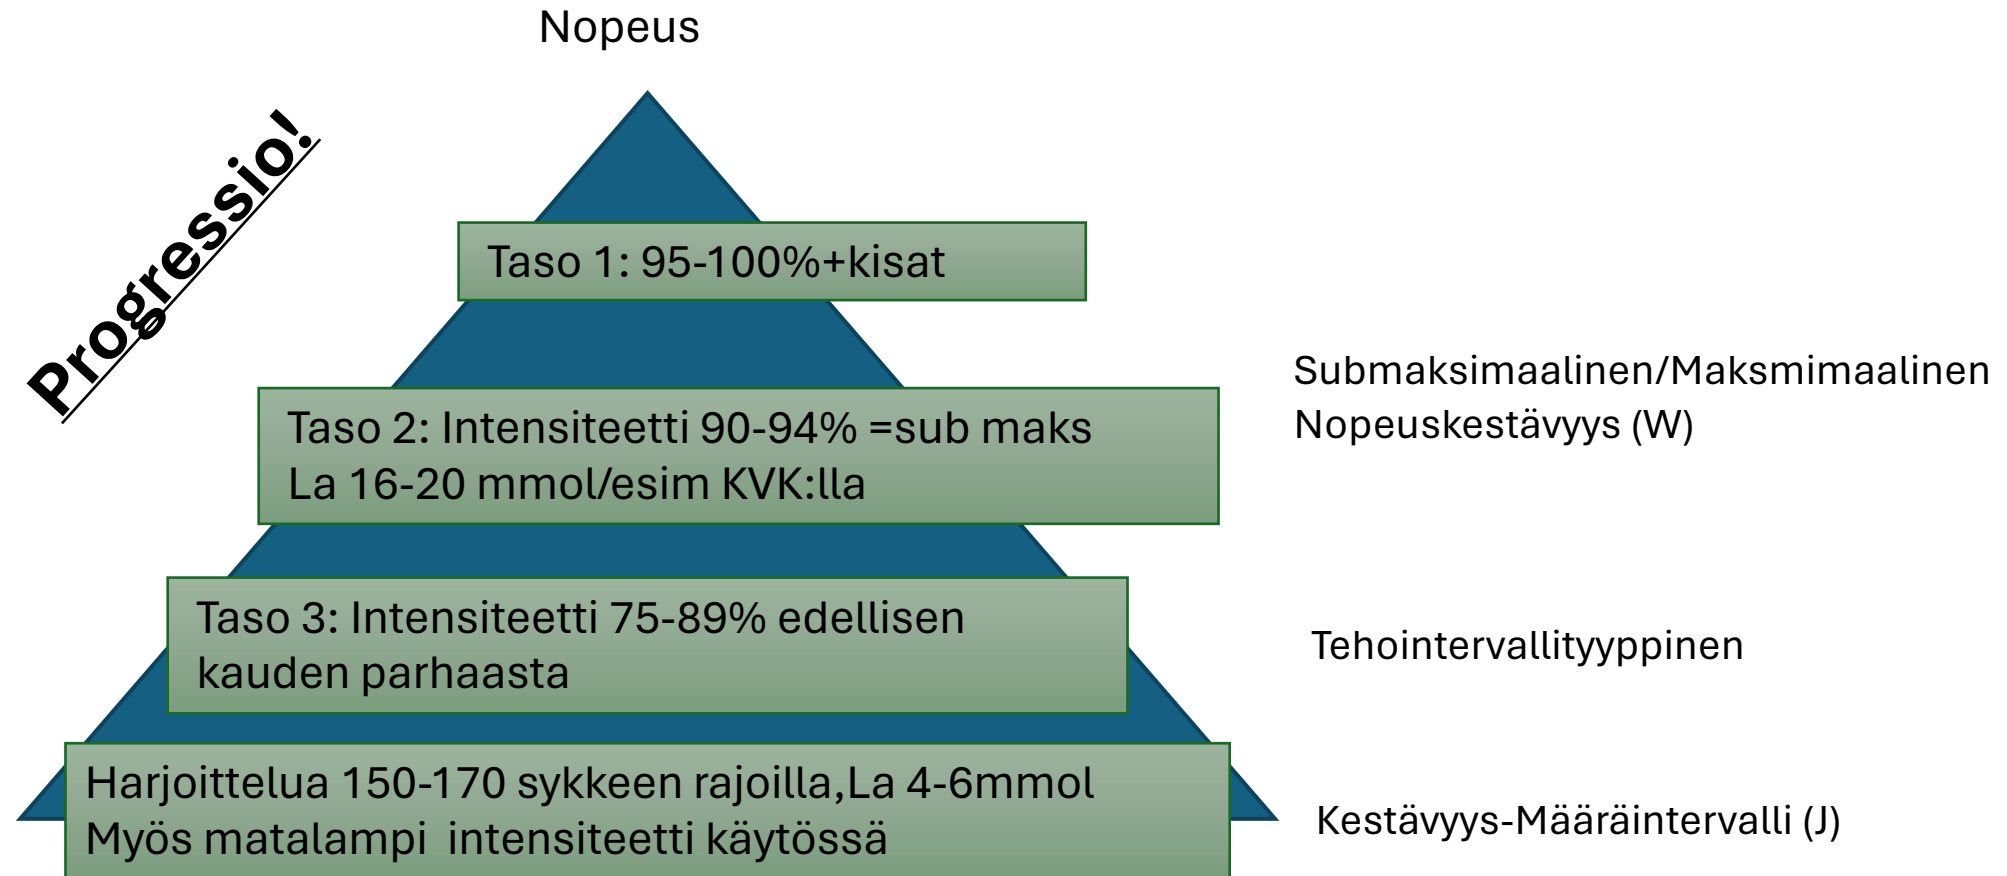 Nopeus
Progressio!
Taso 1: 95-100%+kisat
Taso 2: Intensiteetti 90-94% =sub maks
La 16-20 mmol/esim KVK:lla
Submaksimaalinen/Maksmimaalinen
Nopeuskestävyys (W)
Taso 3: Intensiteetti 75-89% edellisen
kauden parhaasta
Tehointervallityyppinen
Harjoittelua 150-170 sykkeen rajoilla,La 4-6mmol
Myös matalampi  intensiteetti käytössä
Kestävyys-Määräintervalli (J)